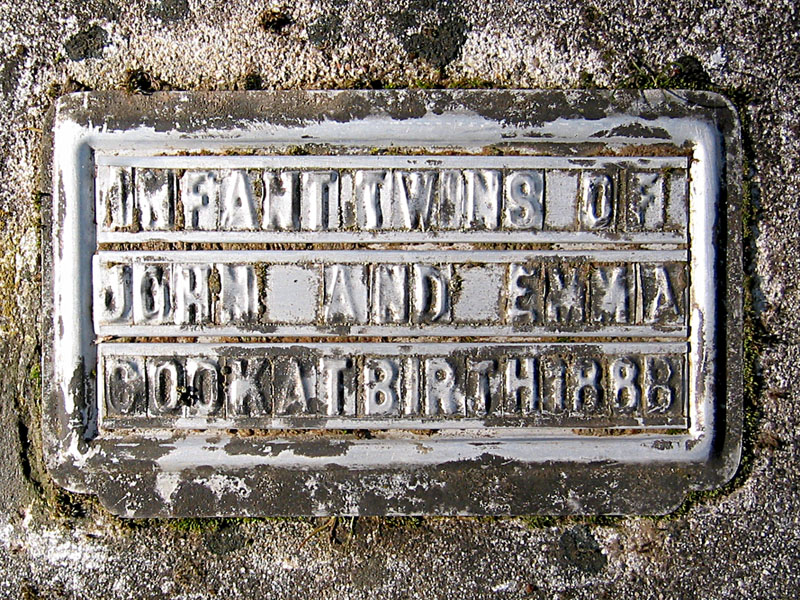 INFANT TWINS OF
JOHN AND EMMA
COOK AT BIRTH 1888